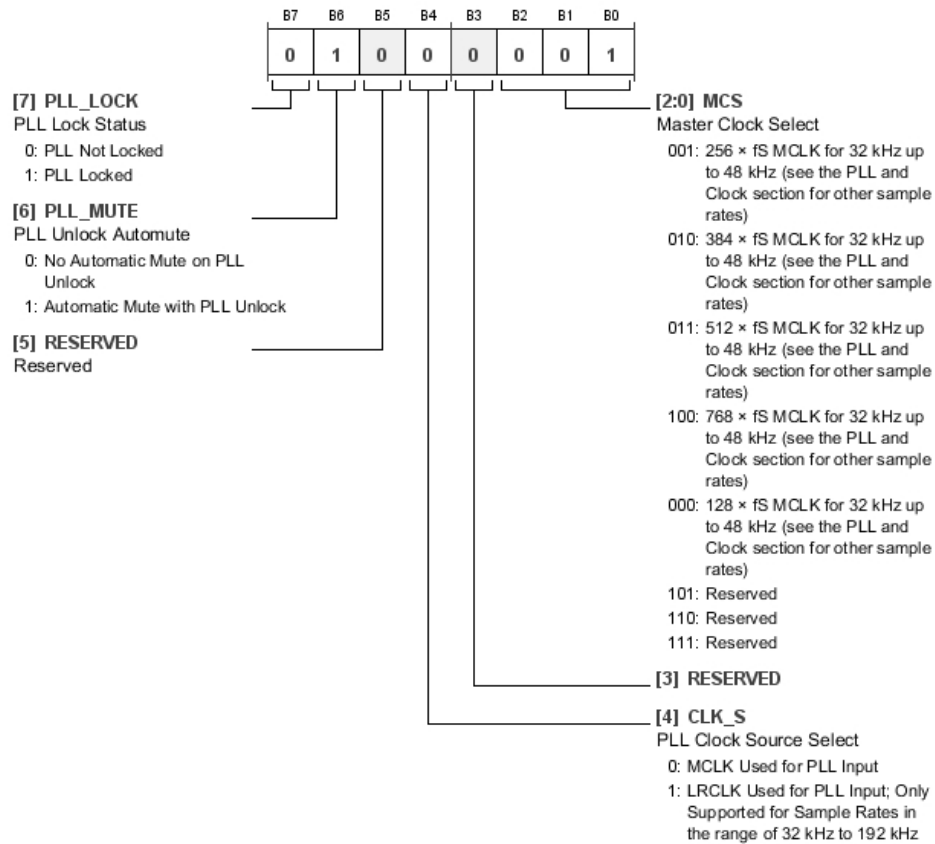 B7 B6 B5 B4 B3 B2 B1 B0
0 1 0 0 0 0 0 1
[7] PLL_LOCK
PLL Lock Status
0: PLL Not Locked
1: PLL Locked
[6] PLL_MUTE
PLL Unlock Automute
0: No Automatic Mute on PLL
Unlock
1: Automatic Mute with PLL Unlock
[5] RESERVED
Reserved
[2:0] MCS
Master Clock Select
001: 256 × fS MCLK for 32 kHz up
to 48 kHz (see the PLL and
Clock section for other sample
rates)
010: 384 × fS MCLK for 32 kHz up
to 48 kHz (see the PLL and
Clock section for other sample
rates)
011: 512 × fS MCLK for 32 kHz up
to 48 kHz (see the PLL and
Clock section for other sample
rates)
100: 768 × fS MCLK for 32 kHz up
to 48 kHz (see the PLL and
Clock section for other sample
rates)
000: 128 × fS MCLK for 32 kHz up
to 48 kHz (see the PLL and
Clock section for other sample
rates)
101: Reserved
110: Reserved
111: Reserved
[3] RESERVED
[4] CLK_S
PLL Clock Source Select
0: MCLK Used for PLL Input
1: LRCLK Used for PLL Input; Only
Supported for Sample Rates in
the range of 32 kHz to 192 kHz